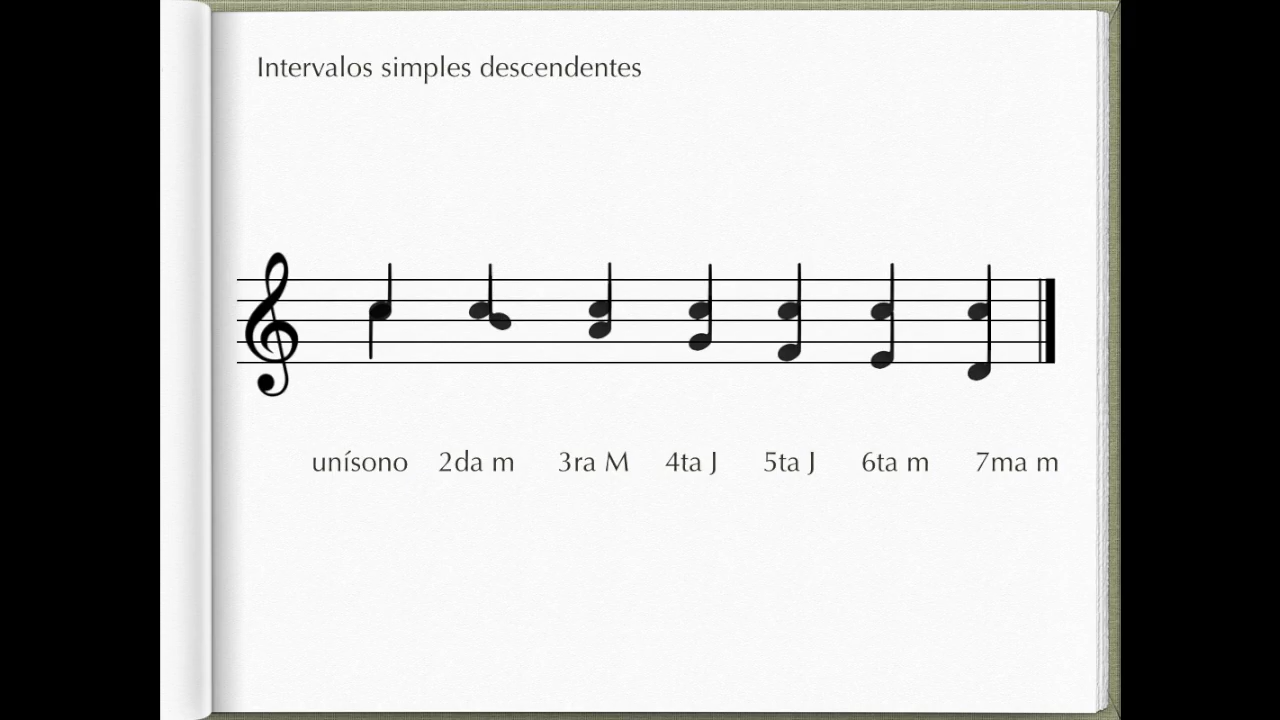 Intervalos simples descendentes
unísono 2da m 3ra M 4ta J 5ta J 6ta m 7ma m